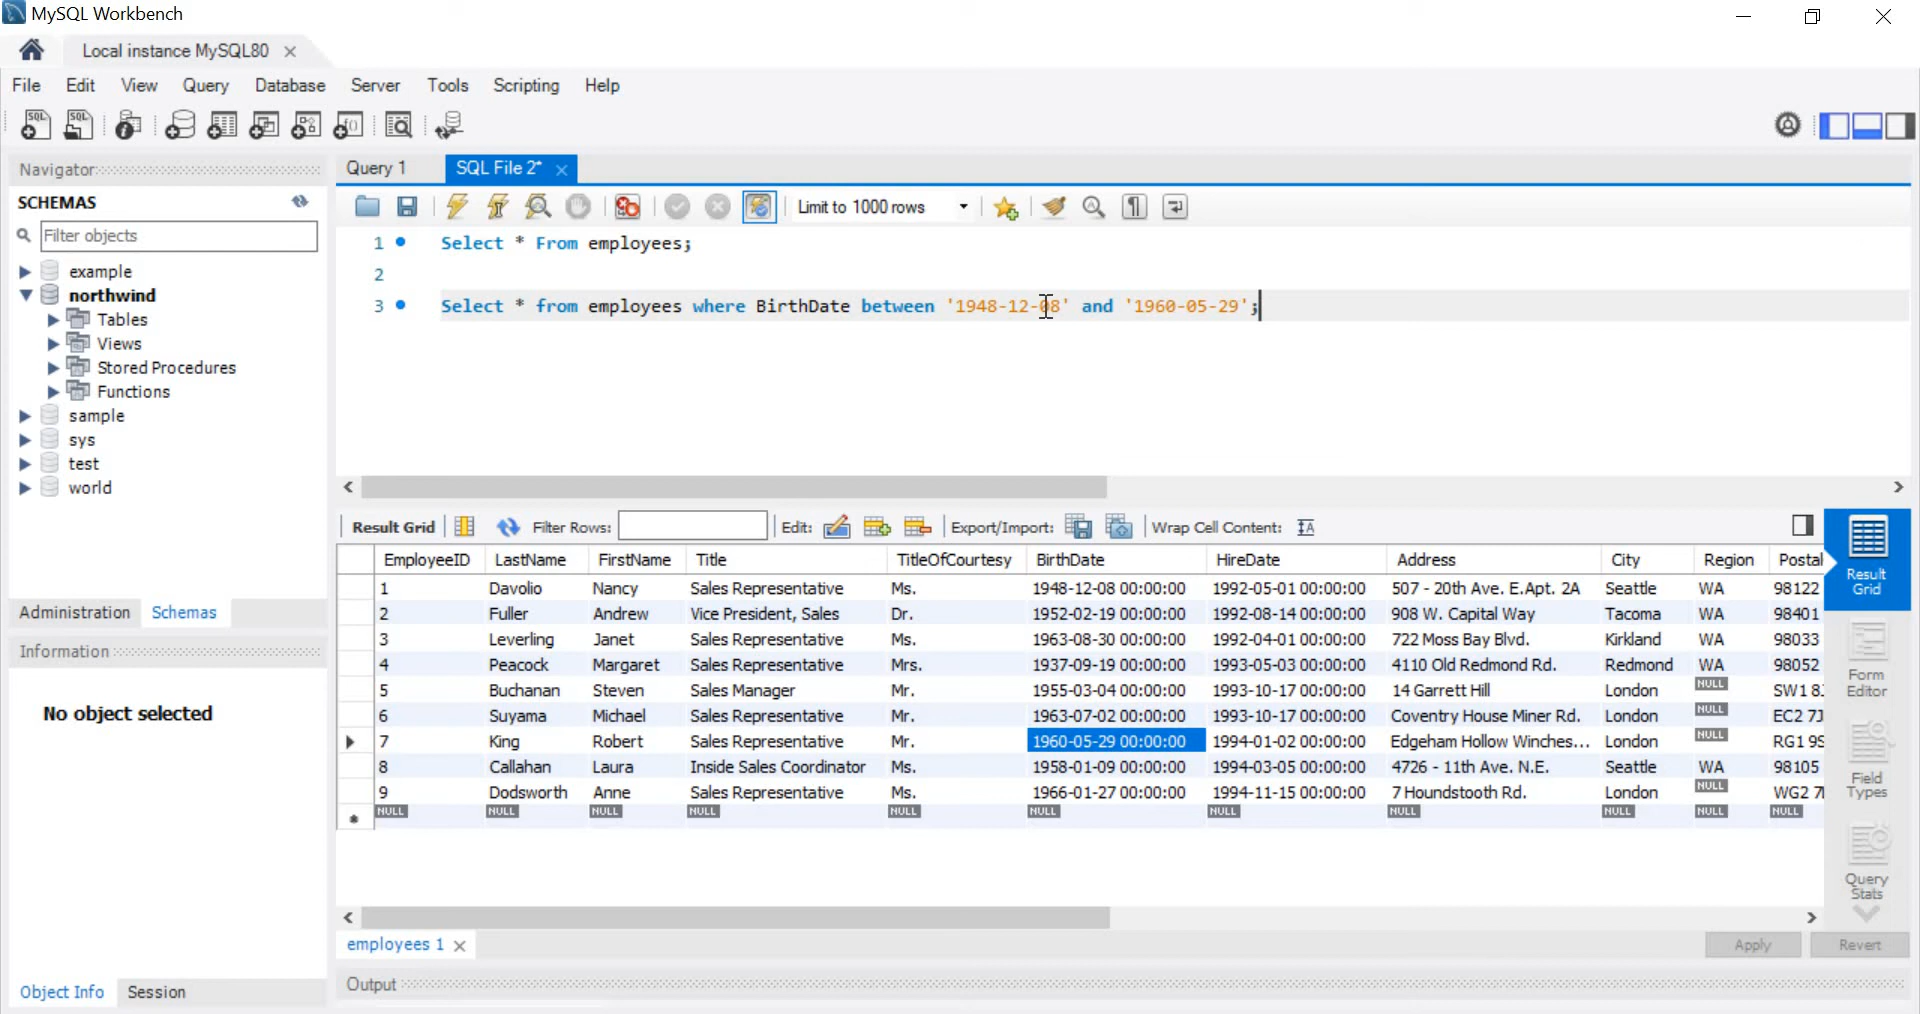 MySQL Workbench
Local instance MySQL80
File Edit View Query Database Server Tools Scripting Help
Navigator
Query 1 SQL File 2*
SCHEMAS
Limit to 1000 rows
Filter objects
1 Select * From employees;
2
3 Select * from employees where BirthDate between '1948-12-08' and '1960-05-29';
example
northwind
Tables
Views
Stored Procedures
Functions
sample
sys
test
world
Result Grid Filter Rows: Edit: Export/Import: Wrap Cell Content:
EmployeeID LastName FirstName Title TitleOfCourtesy BirthDate HireDate Address City Region Postal
1 Davolio Nancy Sales Representative Ms. 1948-12-08 00:00:00 1992-05-01 00:00:00 507 - 20th Ave. E.Apt. 2A Seattle WA 98122
2 Fuller Andrew Vice President, Sales Dr. 1952-02-19 00:00:00 1992-08-14 00:00:00 908 W. Capital Way Tacoma WA 98401
3 Leverling Janet Sales Representative Ms. 1963-08-30 00:00:00 1992-04-01 00:00:00 722 Moss Bay Blvd. Kirkland WA 98033
4 Peacock Margaret Sales Representative Mrs. 1937-09-19 00:00:00 1993-05-03 00:00:00 4110 Old Redmond Rd. Redmond WA 98052
5 Buchanan Steven Sales Manager Mr. 1955-03-04 00:00:00 1993-10-17 00:00:00 14 Garrett Hill London NULL SW1 8J
6 Suyama Michael Sales Representative Mr. 1963-07-02 00:00:00 1993-10-17 00:00:00 Coventry House Miner Rd. London NULL EC2 7J
7 King Robert Sales Representative Mr. 1960-05-29 00:00:00 1994-01-02 00:00:00 Edgeham Hollow Winches... London NULL RG1 9S
8 Callahan Laura Inside Sales Coordinator Ms. 1958-01-09 00:00:00 1994-03-05 00:00:00 4726 - 11th Ave. N.E. Seattle WA 98105
9 Dodsworth Anne Sales Representative Ms. 1966-01-27 00:00:00 1994-11-15 00:00:00 7 Houndstooth Rd. London NULL WG2 7
NULL NULL NULL NULL NULL NULL NULL NULL NULL NULL NULL
Result
Grid
Form
Editor
Field
Types
Query
Stats
Administration Schemas
Information
No object selected
employees 1
Apply Revert
Output
Object Info Session